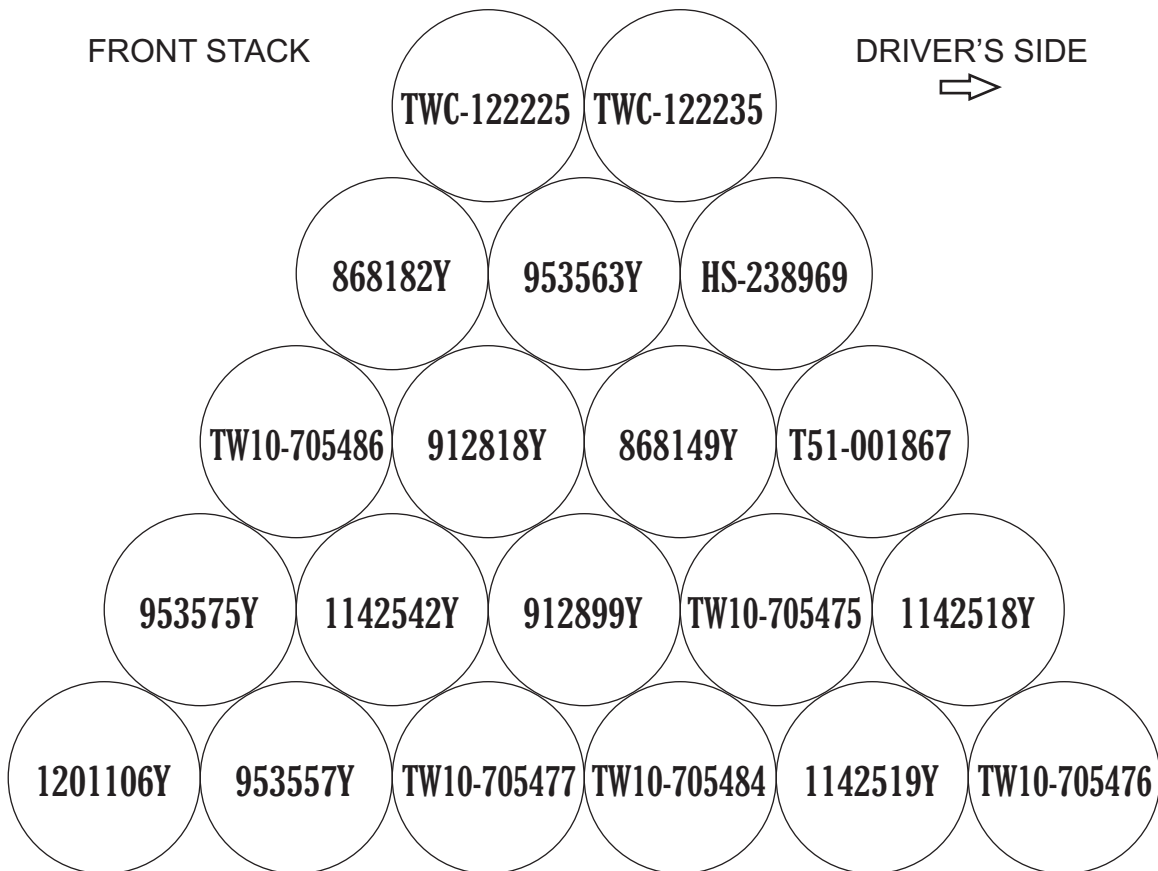 FRONT STACK
DRIVER'S SIDE
TWC-122225 TWC-122235
868182Y 953563Y HS-238969
TW10-705486 912818Y 868149Y T51-001867
953575Y 1142542Y 912899Y TW10-705475 1142518Y
1201106Y 953557Y TW10-705477 TW10-705484 1142519Y TW10-705476